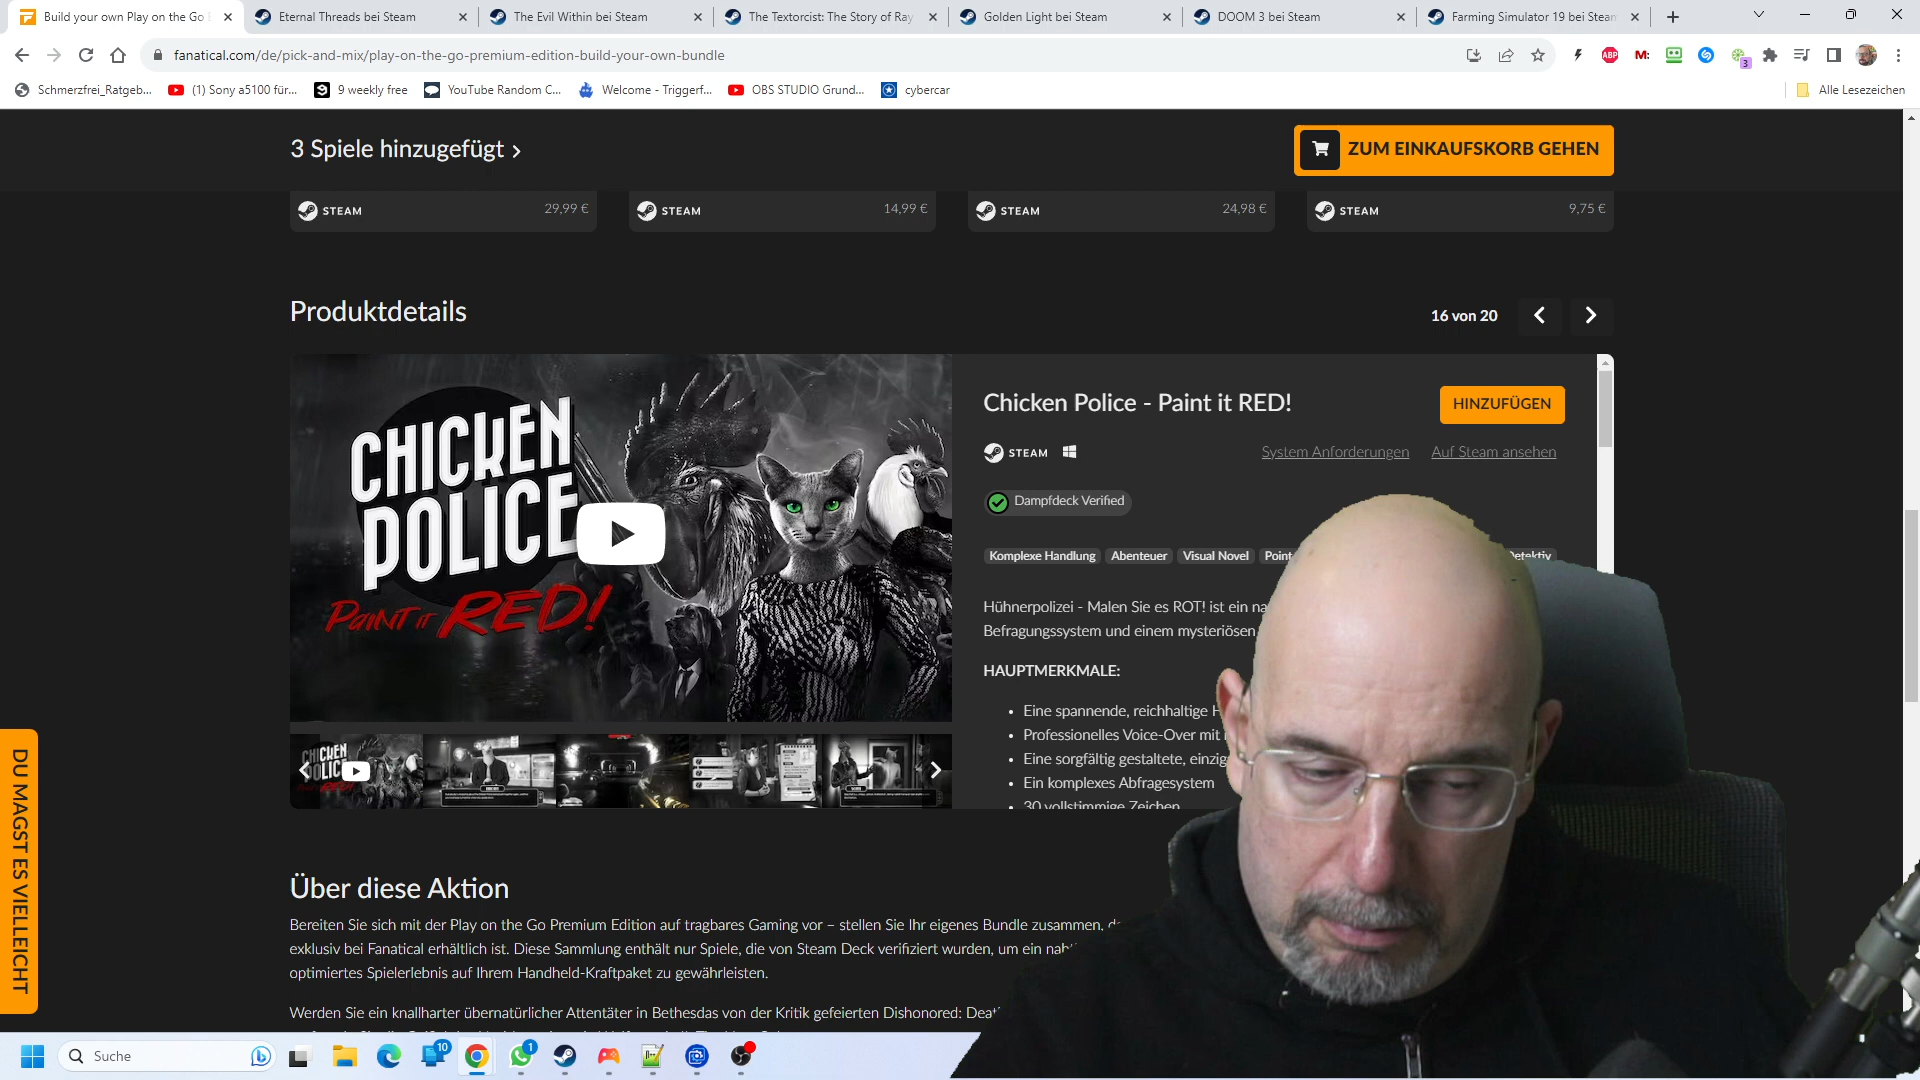 Build your own Play on the Go
Eternal Threads bei Steam
The Evil Within bei Steam
The Textorcist: The Story of Ray
Golden Light bei Steam
DOOM 3 bei Steam
Farming Simulator 19 bei Steam
fanatical.com/de/pick-and-mix/play-on-the-go-premium-edition-build-your-own-bundle
ABP
M:
3
Schmerzfrei_Ratgeb...
(1) Sony a5100 für...
9 weekly free
YouTube Random C...
Welcome - Triggerf...
OBS STUDIO Grund...
cybercar
Alle Lesezeichen
3 Spiele hinzugefügt
ZUM EINKAUFSKORB GEHEN
STEAM 29,99 €
STEAM 14,99 €
STEAM 24,98 €
STEAM 9,75 €
Produktdetails
16 von 20
CHICKEN
POLICE
PAINT IT RED!
Chicken Police - Paint it RED!
HINZUFÜGEN
STEAM
System Anforderungen
Auf Steam ansehen
Dampfdeck Verified
Komplexe Handlung
Abenteuer
Visual Novel
Point
Detektiv
Hühnerpolizei - Malen Sie es ROT! ist ein
Befragungssystem und einem mysteriösen
HAUPTMERKMALE:
• Eine spannende, reichhaltige
• Professionelles Voice-Over mit
• Eine sorgfältig gestaltete,
• Ein komplexes Abfragesystem
• 30 vollstimmige Zeichen
DU MAGST ES VIELLEICHT
Über diese Aktion
Bereiten Sie sich mit der Play on the Go Premium Edition auf tragbares Gaming vor – stellen Sie Ihr eigenes Bundle zusammen,
exklusiv bei Fanatical erhältlich ist. Diese Sammlung enthält nur Spiele, die von Steam Deck verifiziert wurden, um ein
optimiertes Spielerlebnis auf Ihrem Handheld-Kraftpaket zu gewährleisten.
Werden Sie ein knallharter übernatürlicher Attentäter in Bethesdas von der Kritik gefeierten Dishonored:
Suche
10
1